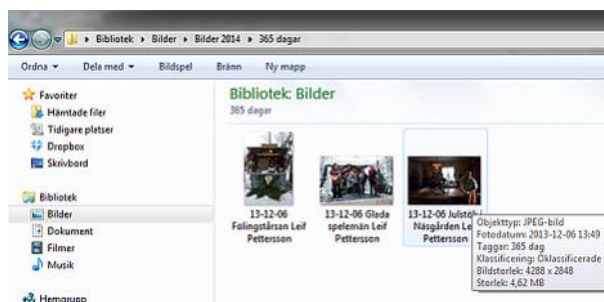 Bibliotek ▸ Bilder ▸ Bilder 2014 ▸ 365 dagar
Ordna Dela med Bildspel Bränn Ny mapp
Favoriter
Hämtade filer
Tidigare platser
Dropbox
Skrivbord
Bibliotek
Bilder
Dokument
Filmer
Musik
Hemgrupp
Bibliotek: Bilder
365 dagar
13-12-06
Folingstårsan Leif
Pettersson
13-12-06 Glada
spelemän Leif
Pettersson
13-12-06 Julstök i
Näsgården Le
Pettersson
Objekttyp: JPEG-bild
Fotodatum: 2013-12-06 13:49
Taggar: 365 dag
Klassificering: Oklassificerade
Bildstorlek: 4288 x 2848
Storlek: 4,62 MB